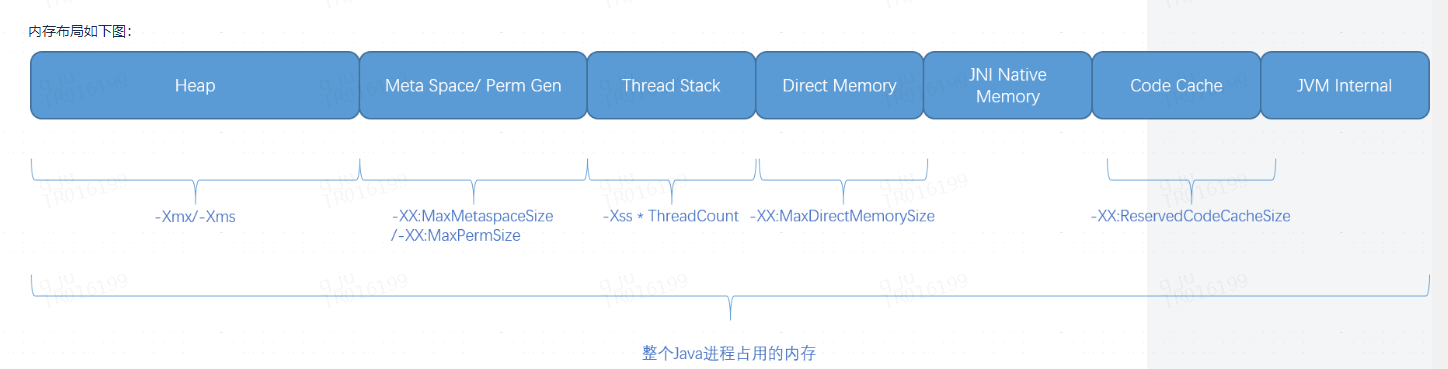 内存布局如下图：
Heap
Meta Space/ Perm Gen
Thread Stack
Direct Memory
JNI Native
Memory
Code Cache
JVM Internal
-Xmx/-Xms
-XX:MaxMetaspaceSize
/-XX:MaxPermSize
-Xss * ThreadCount
-XX:MaxDirectMemorySize
-XX:ReservedCodeCacheSize
整个Java进程占用的内存